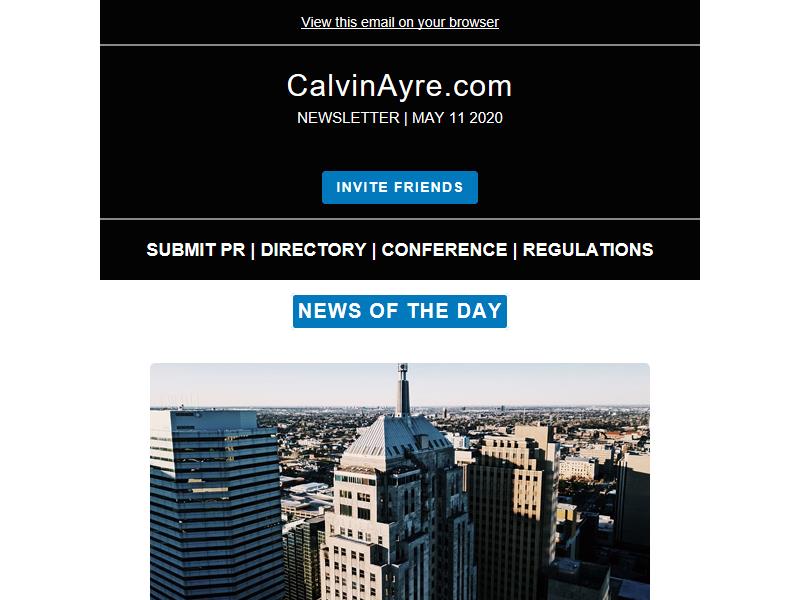 View this email on your browser
CalvinAyre.com
NEWSLETTER | MAY 11 2020
INVITE FRIENDS
SUBMIT PR | DIRECTORY | CONFERENCE | REGULATIONS
NEWS OF THE DAY